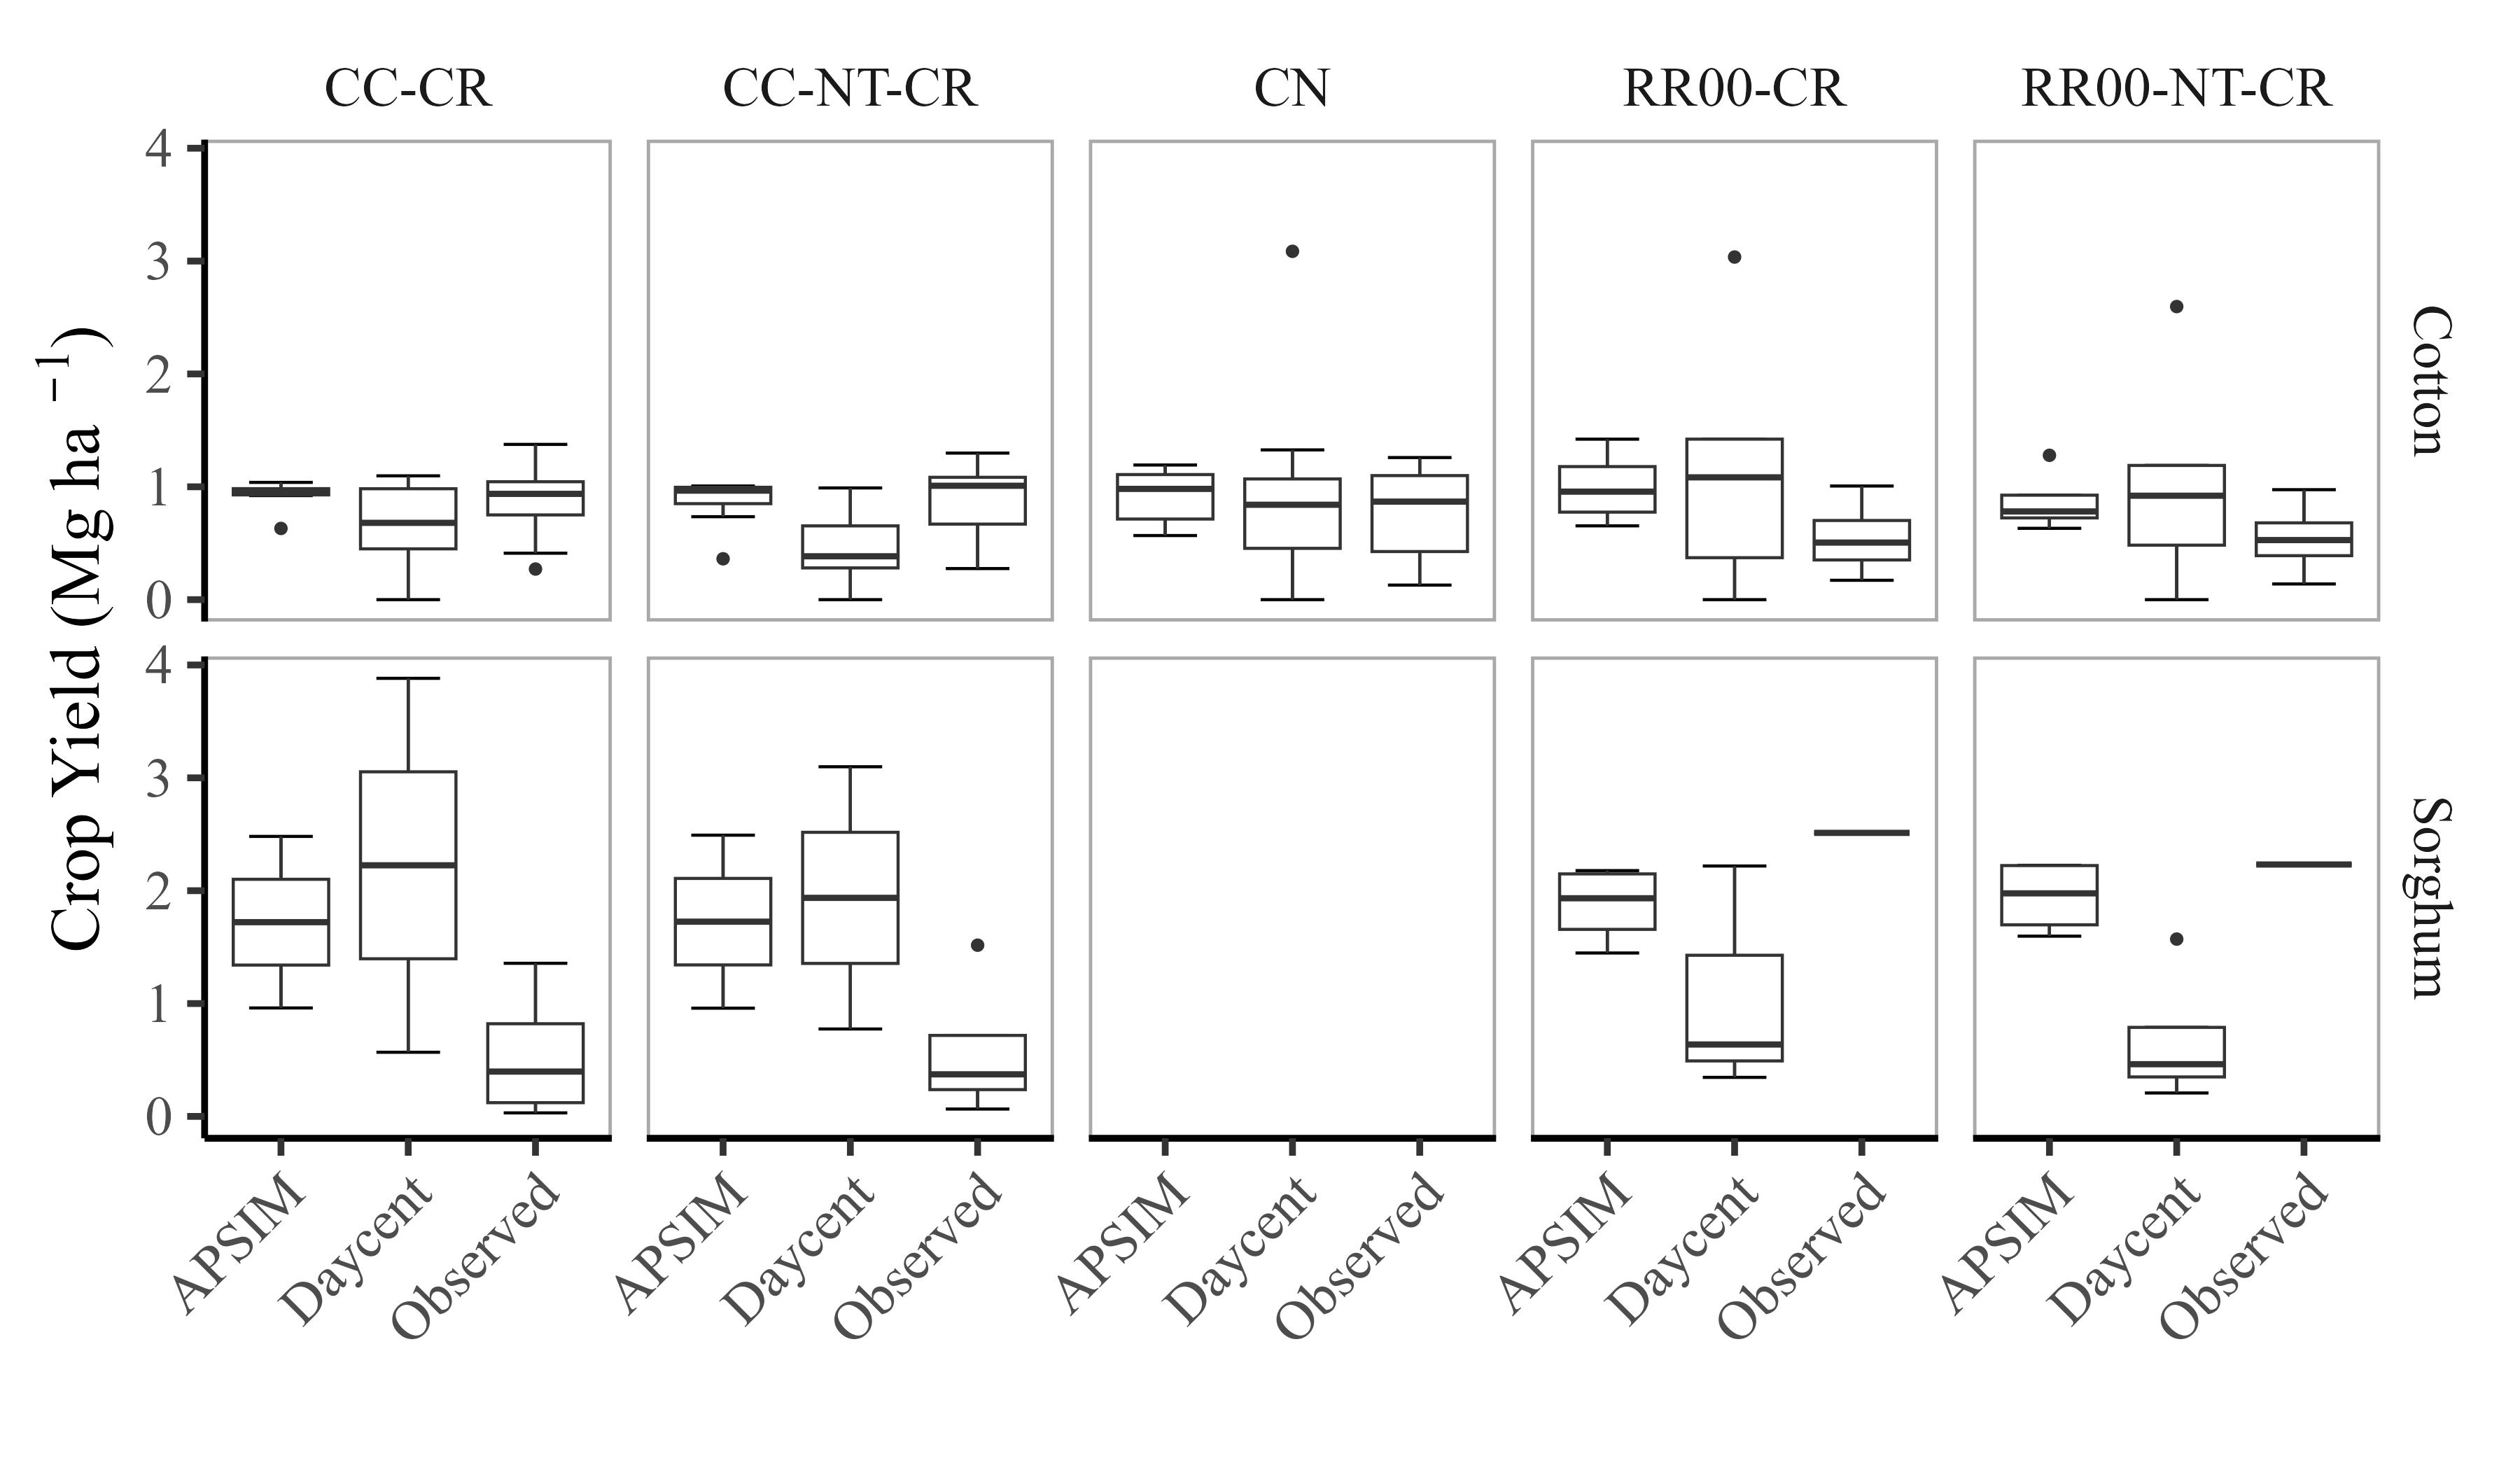 CC-CR CC-NT-CR CN RR00-CR RR00-NT-CR
Crop Yield (Mg ha −1)
4
3
2
1
0
Cotton
4
3
2
1
0
Sorghum
APSIM Daycent Observed APSIM Daycent Observed APSIM Daycent Observed APSIM Daycent Observed APSIM Daycent Observed